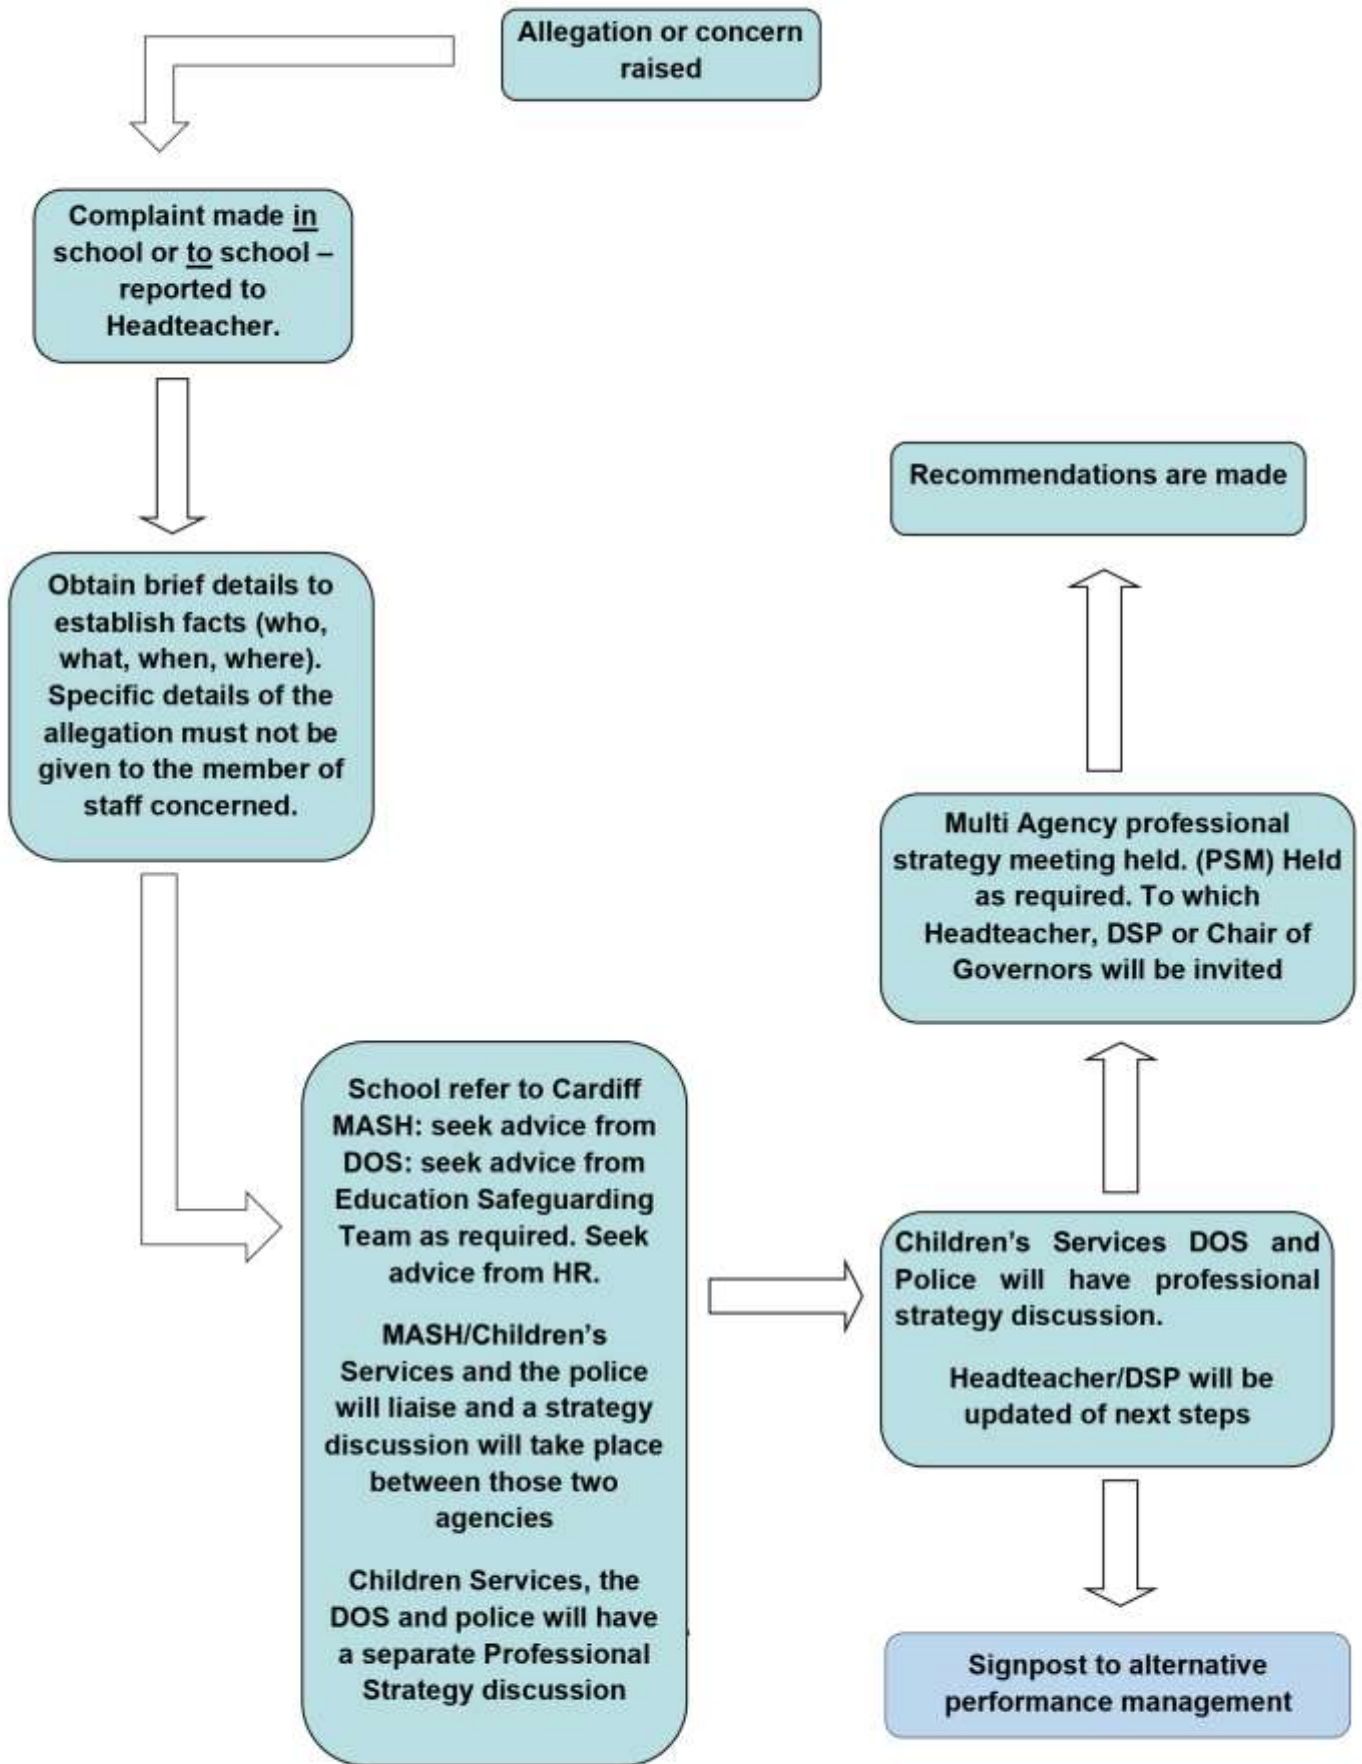 Allegation or concern
raised
Complaint made in
school or to school –
reported to
Headteacher.
Obtain brief details to
establish facts (who,
what, when, where).
Specific details of the
allegation must not be
given to the member of
staff concerned.
School refer to Cardiff
MASH: seek advice from
DOS: seek advice from
Education Safeguarding
Team as required. Seek
advice from HR.
MASH/Children's
Services and the police
will liaise and a strategy
discussion will take place
between those two
agencies
Children Services, the
DOS and police will have
a separate Professional
Strategy discussion
Children's Services DOS and
Police will have professional
strategy discussion.
Headteacher/DSP will be
updated of next steps
Multi Agency professional
strategy meeting held. (PSM) Held
as required. To which
Headteacher, DSP or Chair of
Governors will be invited
Recommendations are made
Signpost to alternative
performance management